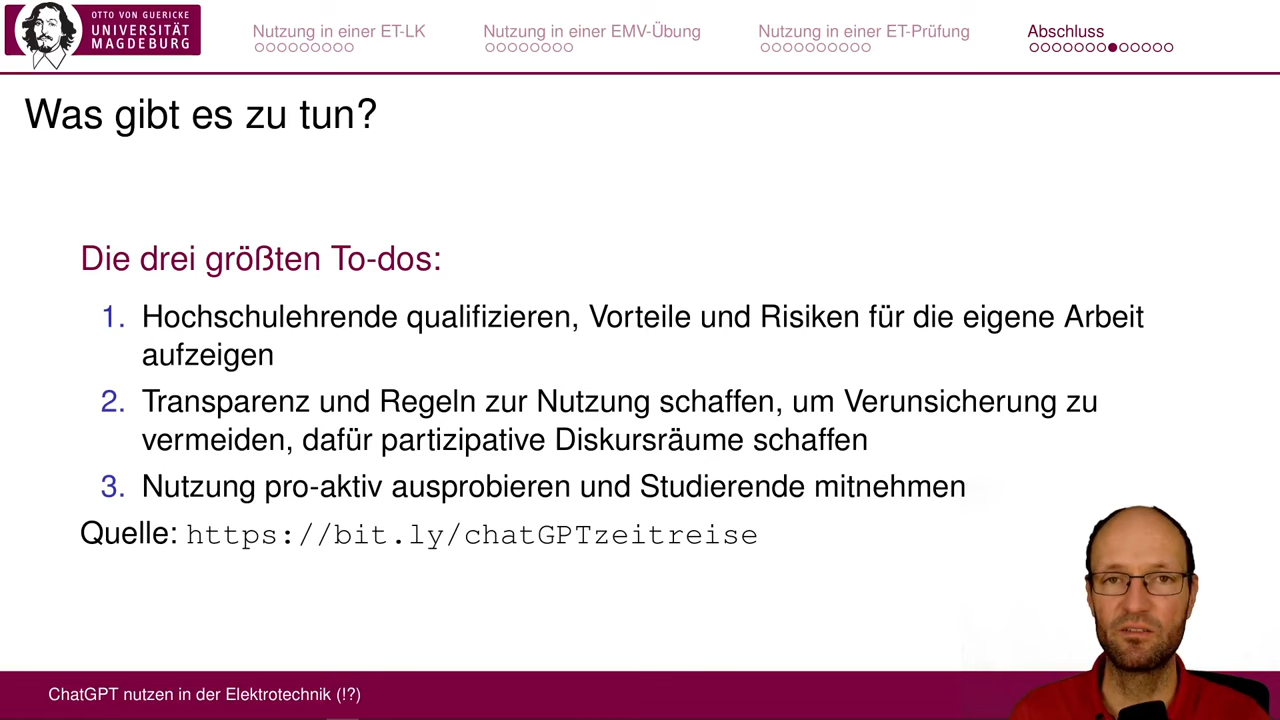 OTTO VON GUERICKE
UNIVERSITÄT
MAGDEBURG
Nutzung in einer ET-LK
Nutzung in einer EMV-Übung
Nutzung in einer ET-Prüfung
Abschluss
Was gibt es zu tun?
Die drei größten To-dos:
1. Hochschulehrende qualifizieren, Vorteile und Risiken für die eigene Arbeit
aufzeigen
2. Transparenz und Regeln zur Nutzung schaffen, um Verunsicherung zu
vermeiden, dafür partizipative Diskursräume schaffen
3. Nutzung pro-aktiv ausprobieren und Studierende mitnehmen
Quelle: https://bit.ly/chatGPTzeitreise
ChatGPT nutzen in der Elektrotechnik (!?)